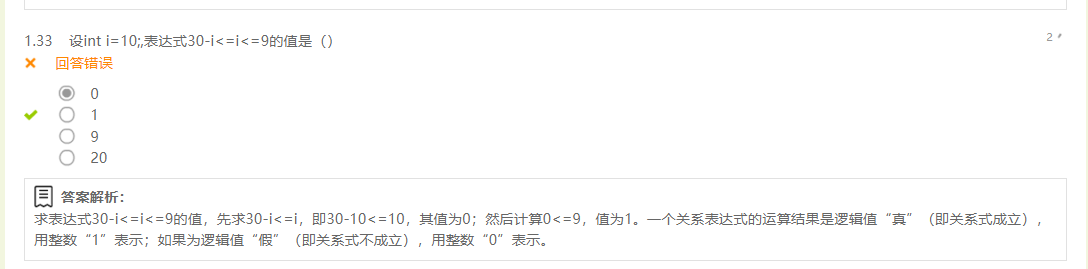 1.33 设int i=10;,表达式30-i<=i<=9的值是（） 2
回答错误
0
1
9
20
答案解析：
求表达式30-i<=i<=9的值，先求30-i<=i，即30-10<=10，其值为0；然后计算0<=9，值为1。一个关系表达式的运算结果是逻辑值“真”（即关系式成立），
用整数“1”表示；如果为逻辑值“假”（即关系式不成立），用整数“0”表示。